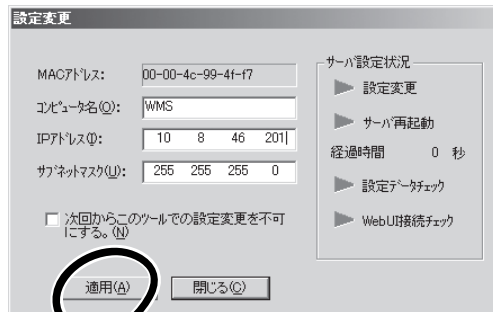 設定変更
MACｱﾄﾞﾚｽ: 00-00-4c-99-4f-f7
ｺﾝﾋﾟｭｰﾀ名(O): WMS
IPｱﾄﾞﾚｽ(I): 10 8 46 201
ｻﾌﾞﾈｯﾄﾏｽｸ(U): 255 255 255 0
次回からこのツールでの設定変更を不可
にする。(N)
適用(A) 閉じる(C)
サーバ設定状況
設定変更
サーバ再起動
経過時間 0 秒
設定ﾃﾞｰﾀﾁｪｯｸ
WebUI接続ﾁｪｯｸ